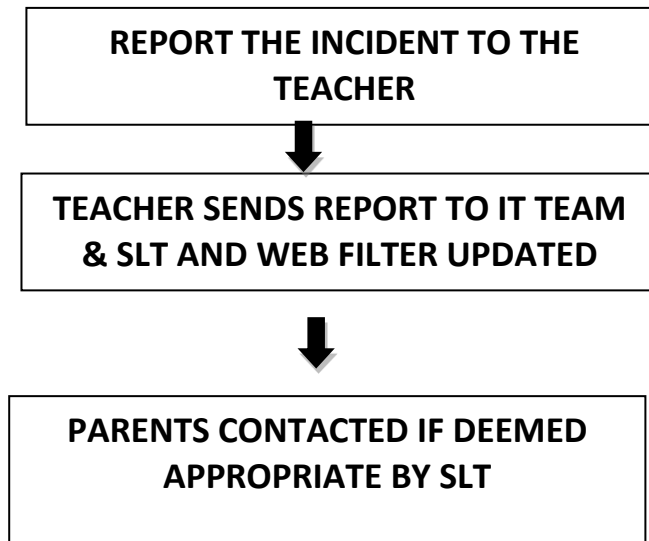 REPORT THE INCIDENT TO THE
TEACHER
TEACHER SENDS REPORT TO IT TEAM
& SLT AND WEB FILTER UPDATED
PARENTS CONTACTED IF DEEMED
APPROPRIATE BY SLT